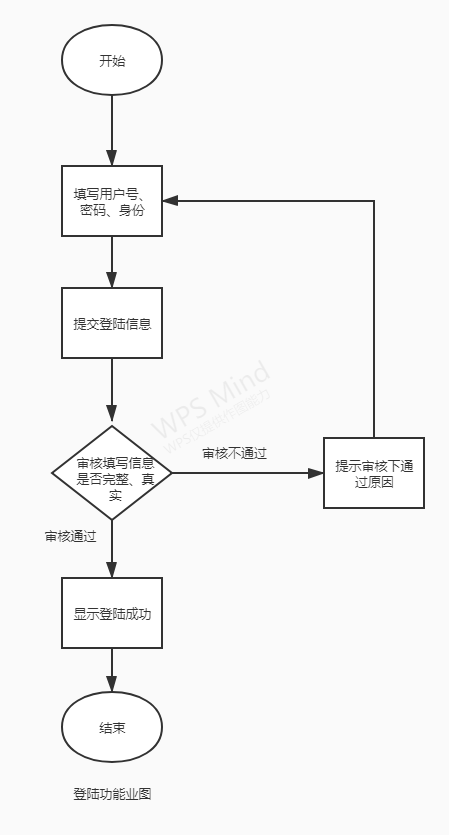 开始
填写用户号、
密码、身份
提交登陆信息
WPS Mind
审核填写信息
是否完整、真
实
审核不通过
提示审核下通
过原因
审核通过
显示登陆成功
结束
登陆功能业图